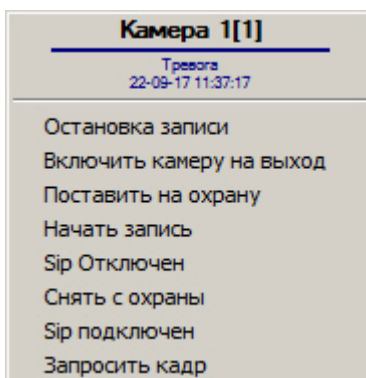 Камера 1[1]
Тревога
22-09-17 11:37:17
Остановка записи
Включить камеру на выход
Поставить на охрану
Начать запись
Sip Отключен
Снять с охраны
Sip подключен
Запросить кадр